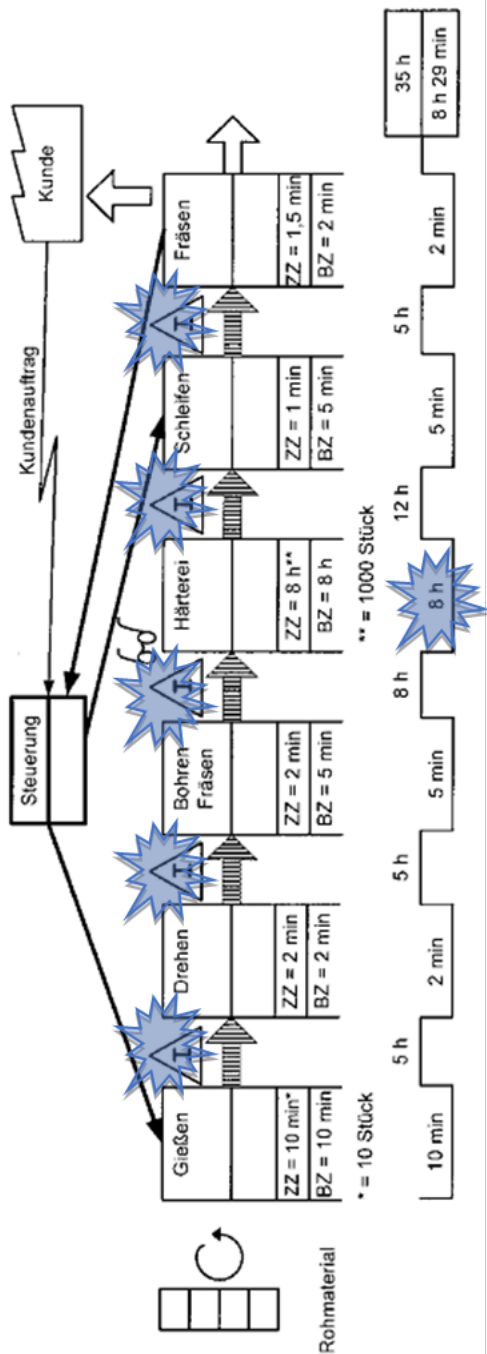 Steuerung
Kundenauftrag
Kunde
Rohmaterial
Gießen
ZZ = 10 min*
BZ = 10 min
* = 10 Stück
I
Drehen
ZZ = 2 min
BZ = 2 min
I
Bohren
Fräsen
ZZ = 2 min
BZ = 5 min
I
Härterei
ZZ = 8 h**
BZ = 8 h
** = 1000 Stück
I
Schleifen
ZZ = 1 min
BZ = 5 min
I
Fräsen
ZZ = 1,5 min
BZ = 2 min
10 min
5 h
2 min
5 h
5 min
8 h
8 h
12 h
5 min
5 h
2 min
35 h
8 h 29 min